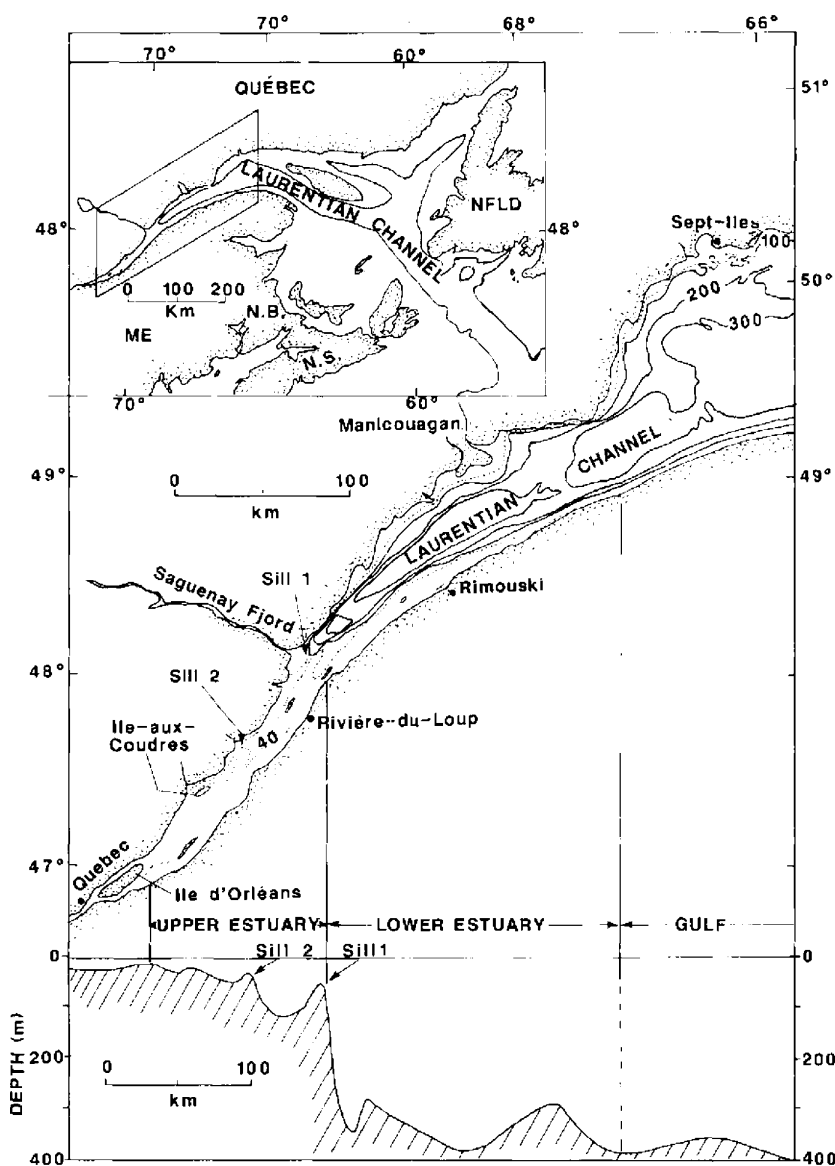 70° 68° 66°
70° 60°
QUÉBEC
51°
LAURENTIAN CHANNEL
NFLD
48° 48°
Sept-Iles
100
0 100 200
Km
N.B.
ME
N.S.
200
50°
300
70° 60°
Manicouagan
CHANNEL
49° 49°
0 100
km
LAURENTIAN
Sill 1
Saguenay Fjord
Rimouski
48° 48°
Sill 2
Ile-aux-
Coudres
40
Rivière-du-Loup
Québec
47° 47°
Ile d'Orléans
UPPER ESTUARY LOWER ESTUARY GULF
Sill 2 Sill 1
0 0
DEPTH (m)
200 200
0 100
km
400 400